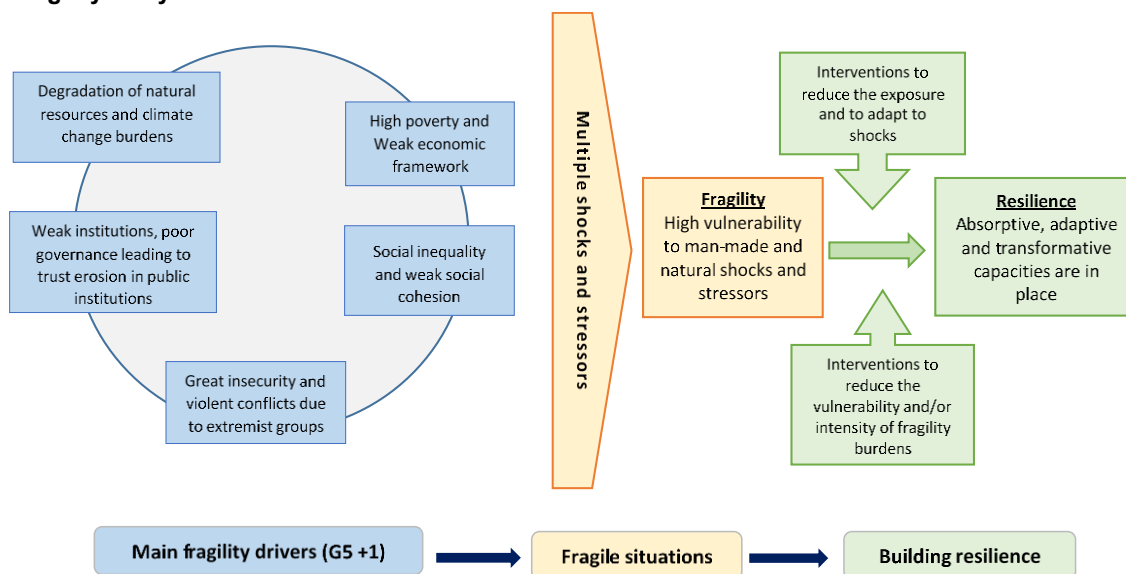 Degradation of natural
resources and climate
change burdens
High poverty and
Weak economic
framework
Weak institutions, poor
governance leading to
trust erosion in public
institutions
Social inequality
and weak social
cohesion
Great insecurity and
violent conflicts due
to extremist groups
Multiple shocks and stressors
Interventions to
reduce the exposure
and to adapt to
shocks
Fragility
High vulnerability
to man-made and
natural shocks and
stressors
Resilience
Absorptive, adaptive
and transformative
capacities are in
place
Interventions to
reduce the
vulnerability and/or
intensity of fragility
burdens
Main fragility drivers (G5 +1)
Fragile situations
Building resilience